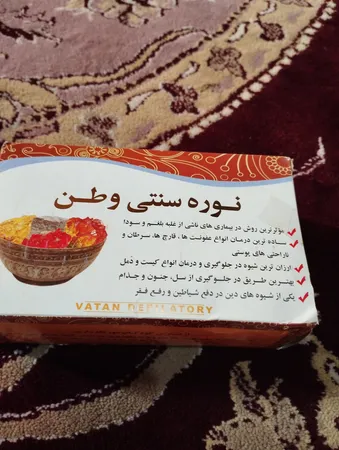 نوره سنتی وطن
مؤثرترین روش در بیماری های ناشی از غلبه بلغم و سودا
ساده ترین درمان انواع عفونت ها ، قارچ ها، سرطان و
ناراحتی های پوستی
ارزان ترین شیوه در جلوگیری و درمان انواع کیست و دمل
بهترین طریق در جلوگیری از سل، جنون و جذام
یکی از شیوه های دین در دفع شیاطین و رفع فقر
VATAN DEPILATORY